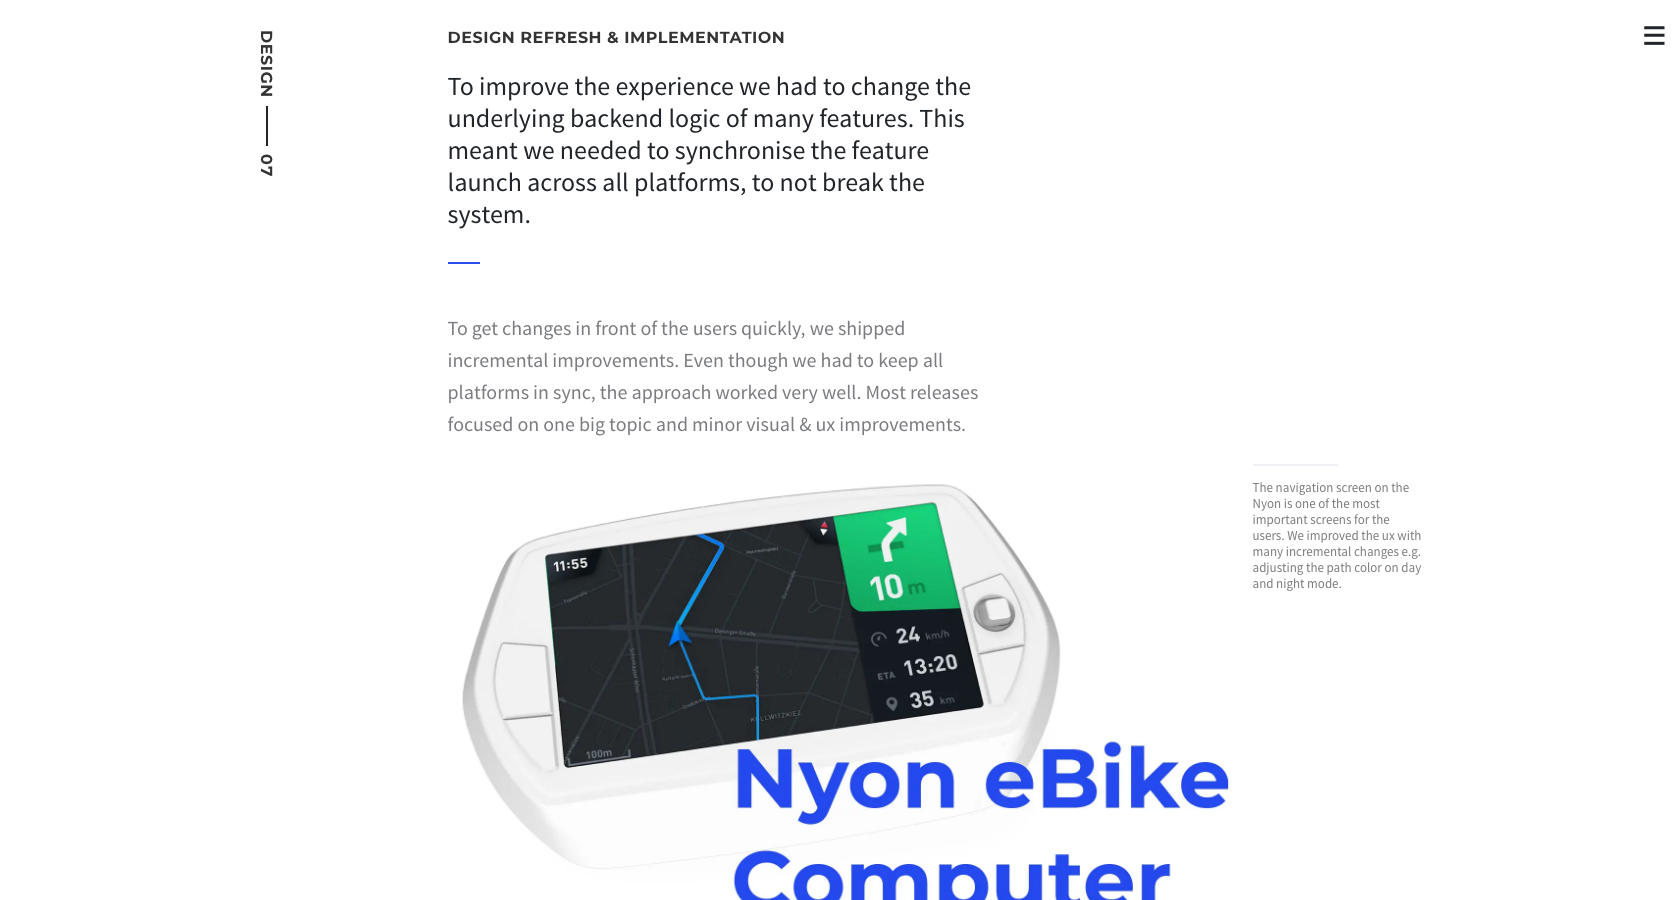 DESIGN — 07
DESIGN REFRESH & IMPLEMENTATION
To improve the experience we had to change the
underlying backend logic of many features. This
meant we needed to synchronise the feature
launch across all platforms, to not break the
system.
To get changes in front of the users quickly, we shipped
incremental improvements. Even though we had to keep all
platforms in sync, the approach worked very well. Most releases
focused on one big topic and minor visual & ux improvements.
The navigation screen on the
Nyon is one of the most
important screens for the
users. We improved the ux with
many incremental changes e.g.
adjusting the path color on day
and night mode.
11:55
10 m
24 km/h
ETA 13:20
35 km
100m
Nyon eBike
Computer